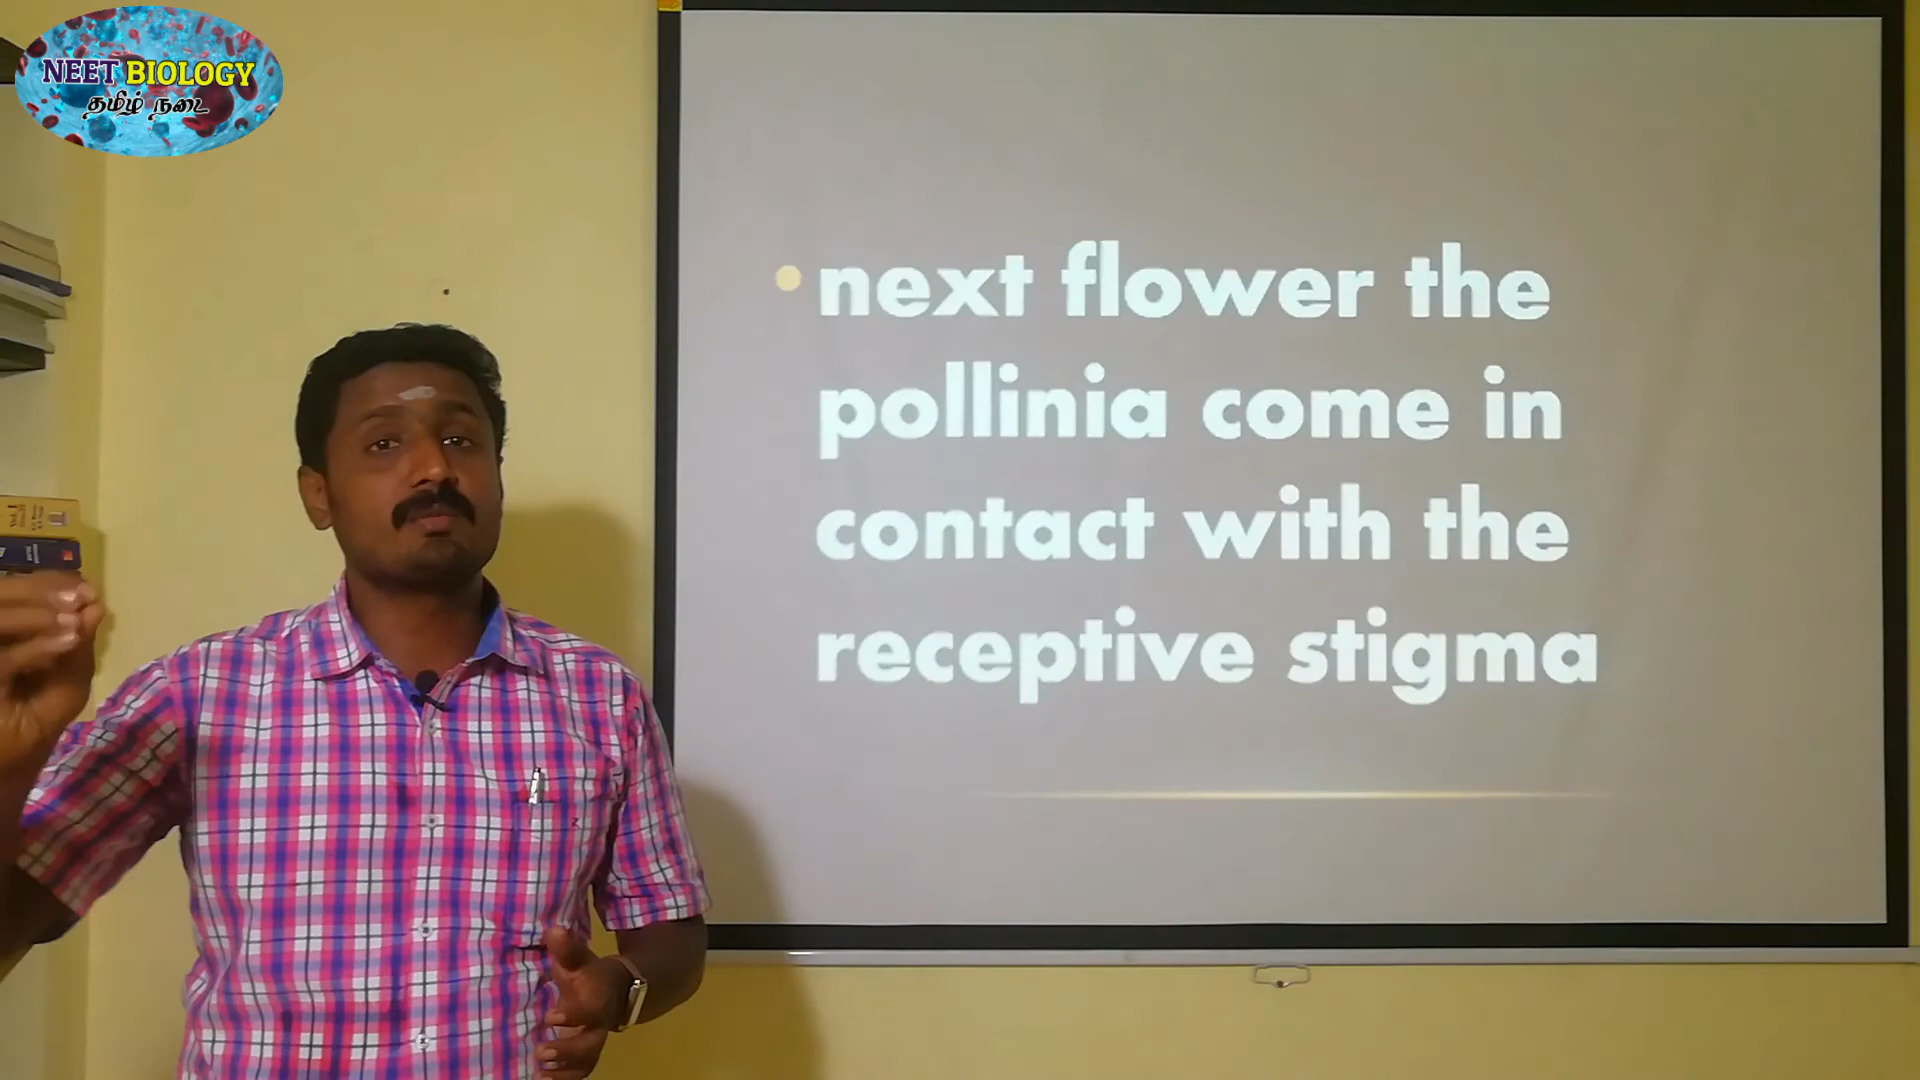 NEET BIOLOGY
தமிழ் நடை
next flower the
pollinia come in
contact with the
receptive stigma